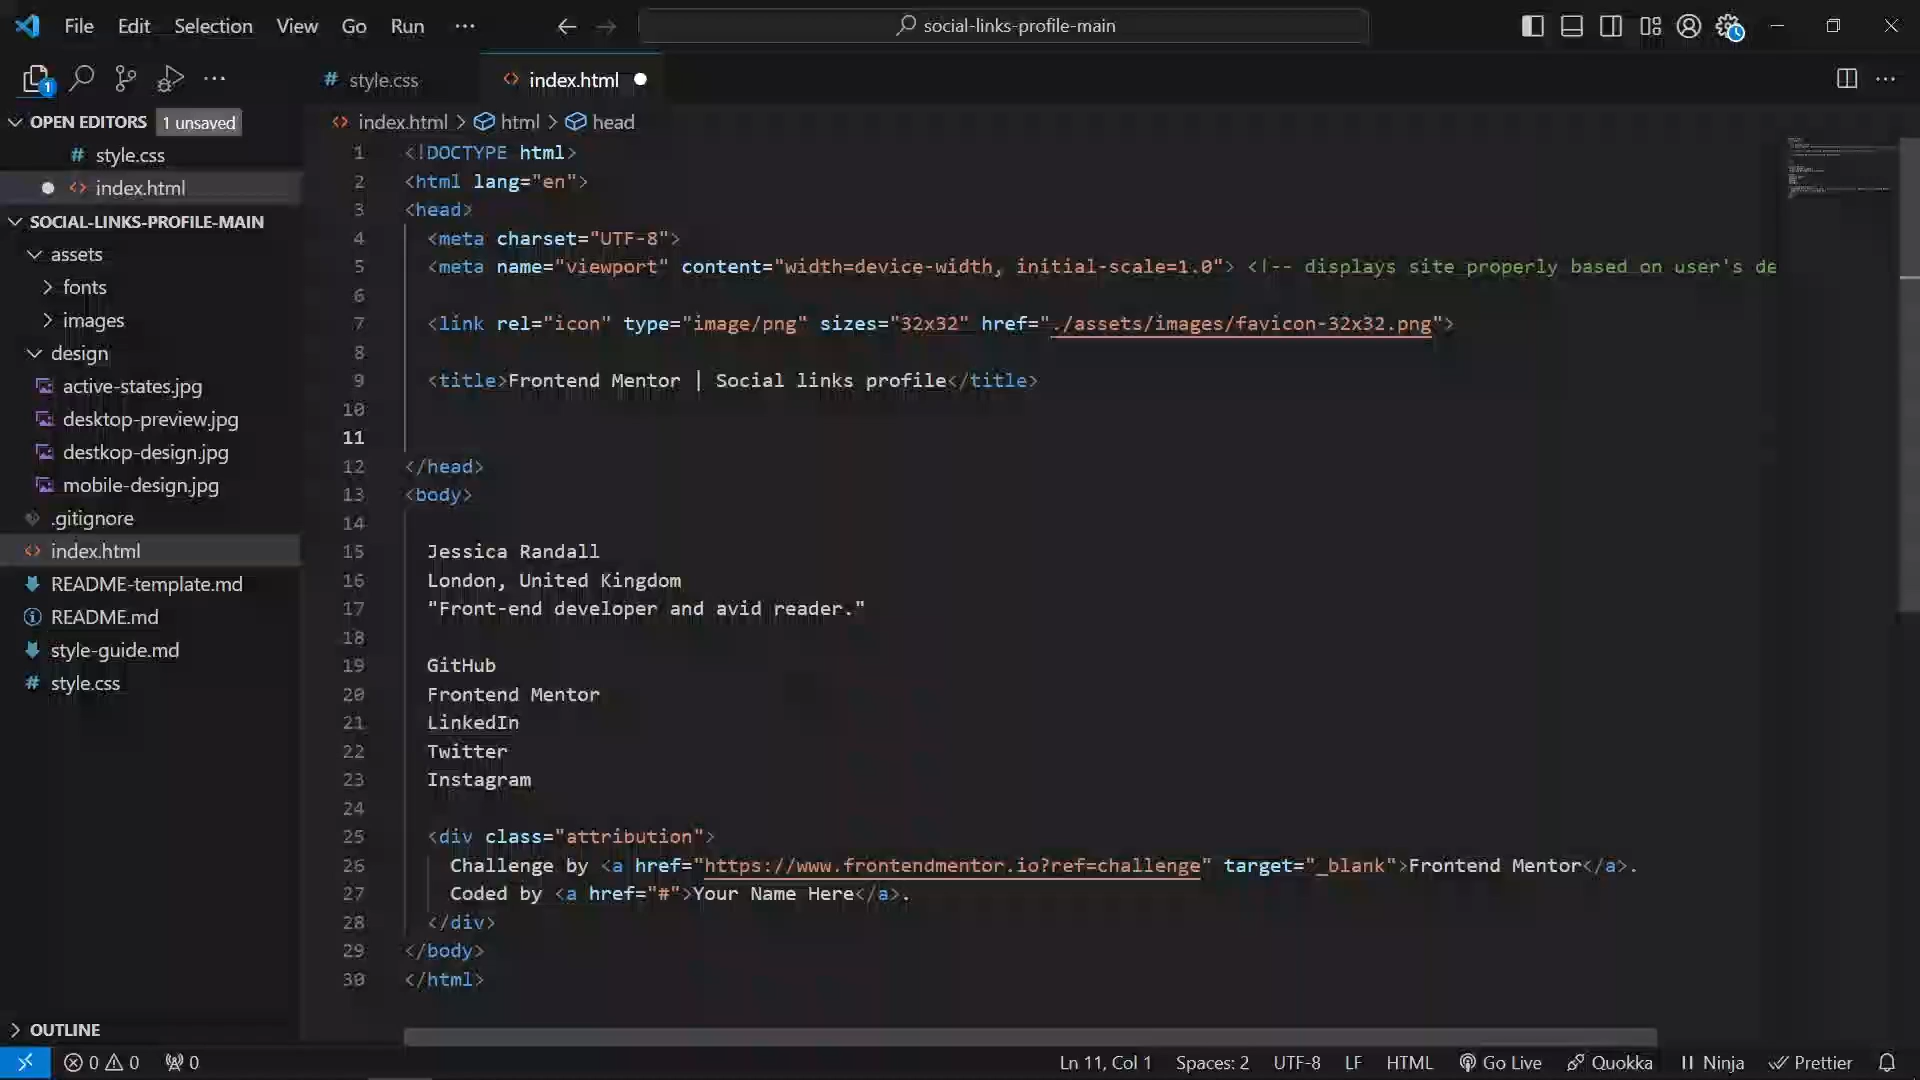 File Edit Selection View Go Run ··· social-links-profile-main
1 ··· # style.css <> index.html
OPEN EDITORS 1 unsaved
# style.css
<> index.html
SOCIAL-LINKS-PROFILE-MAIN
assets
fonts
images
design
active-states.jpg
desktop-preview.jpg
destkop-design.jpg
mobile-design.jpg
.gitignore
<> index.html
README-template.md
README.md
style-guide.md
# style.css
OUTLINE
<> index.html > html > head
1 <!DOCTYPE html>
2 <html lang="en">
3 <head>
4 <meta charset="UTF-8">
5 <meta name="viewport" content="width=device-width, initial-scale=1.0"> <!-- displays site properly based on user's de
6
7 <link rel="icon" type="image/png" sizes="32x32" href="./assets/images/favicon-32x32.png">
8
9 <title>Frontend Mentor | Social links profile</title>
10
11
12 </head>
13 <body>
14
15 Jessica Randall
16 London, United Kingdom
17 "Front-end developer and avid reader."
18
19 GitHub
20 Frontend Mentor
21 LinkedIn
22 Twitter
23 Instagram
24
25 <div class="attribution">
26 Challenge by <a href="https://www.frontendmentor.io?ref=challenge" target="_blank">Frontend Mentor</a>.
27 Coded by <a href="#">Your Name Here</a>.
28 </div>
29 </body>
30 </html>
0 0 0 Ln 11, Col 1 Spaces: 2 UTF-8 LF HTML Go Live Quokka Ninja Prettier